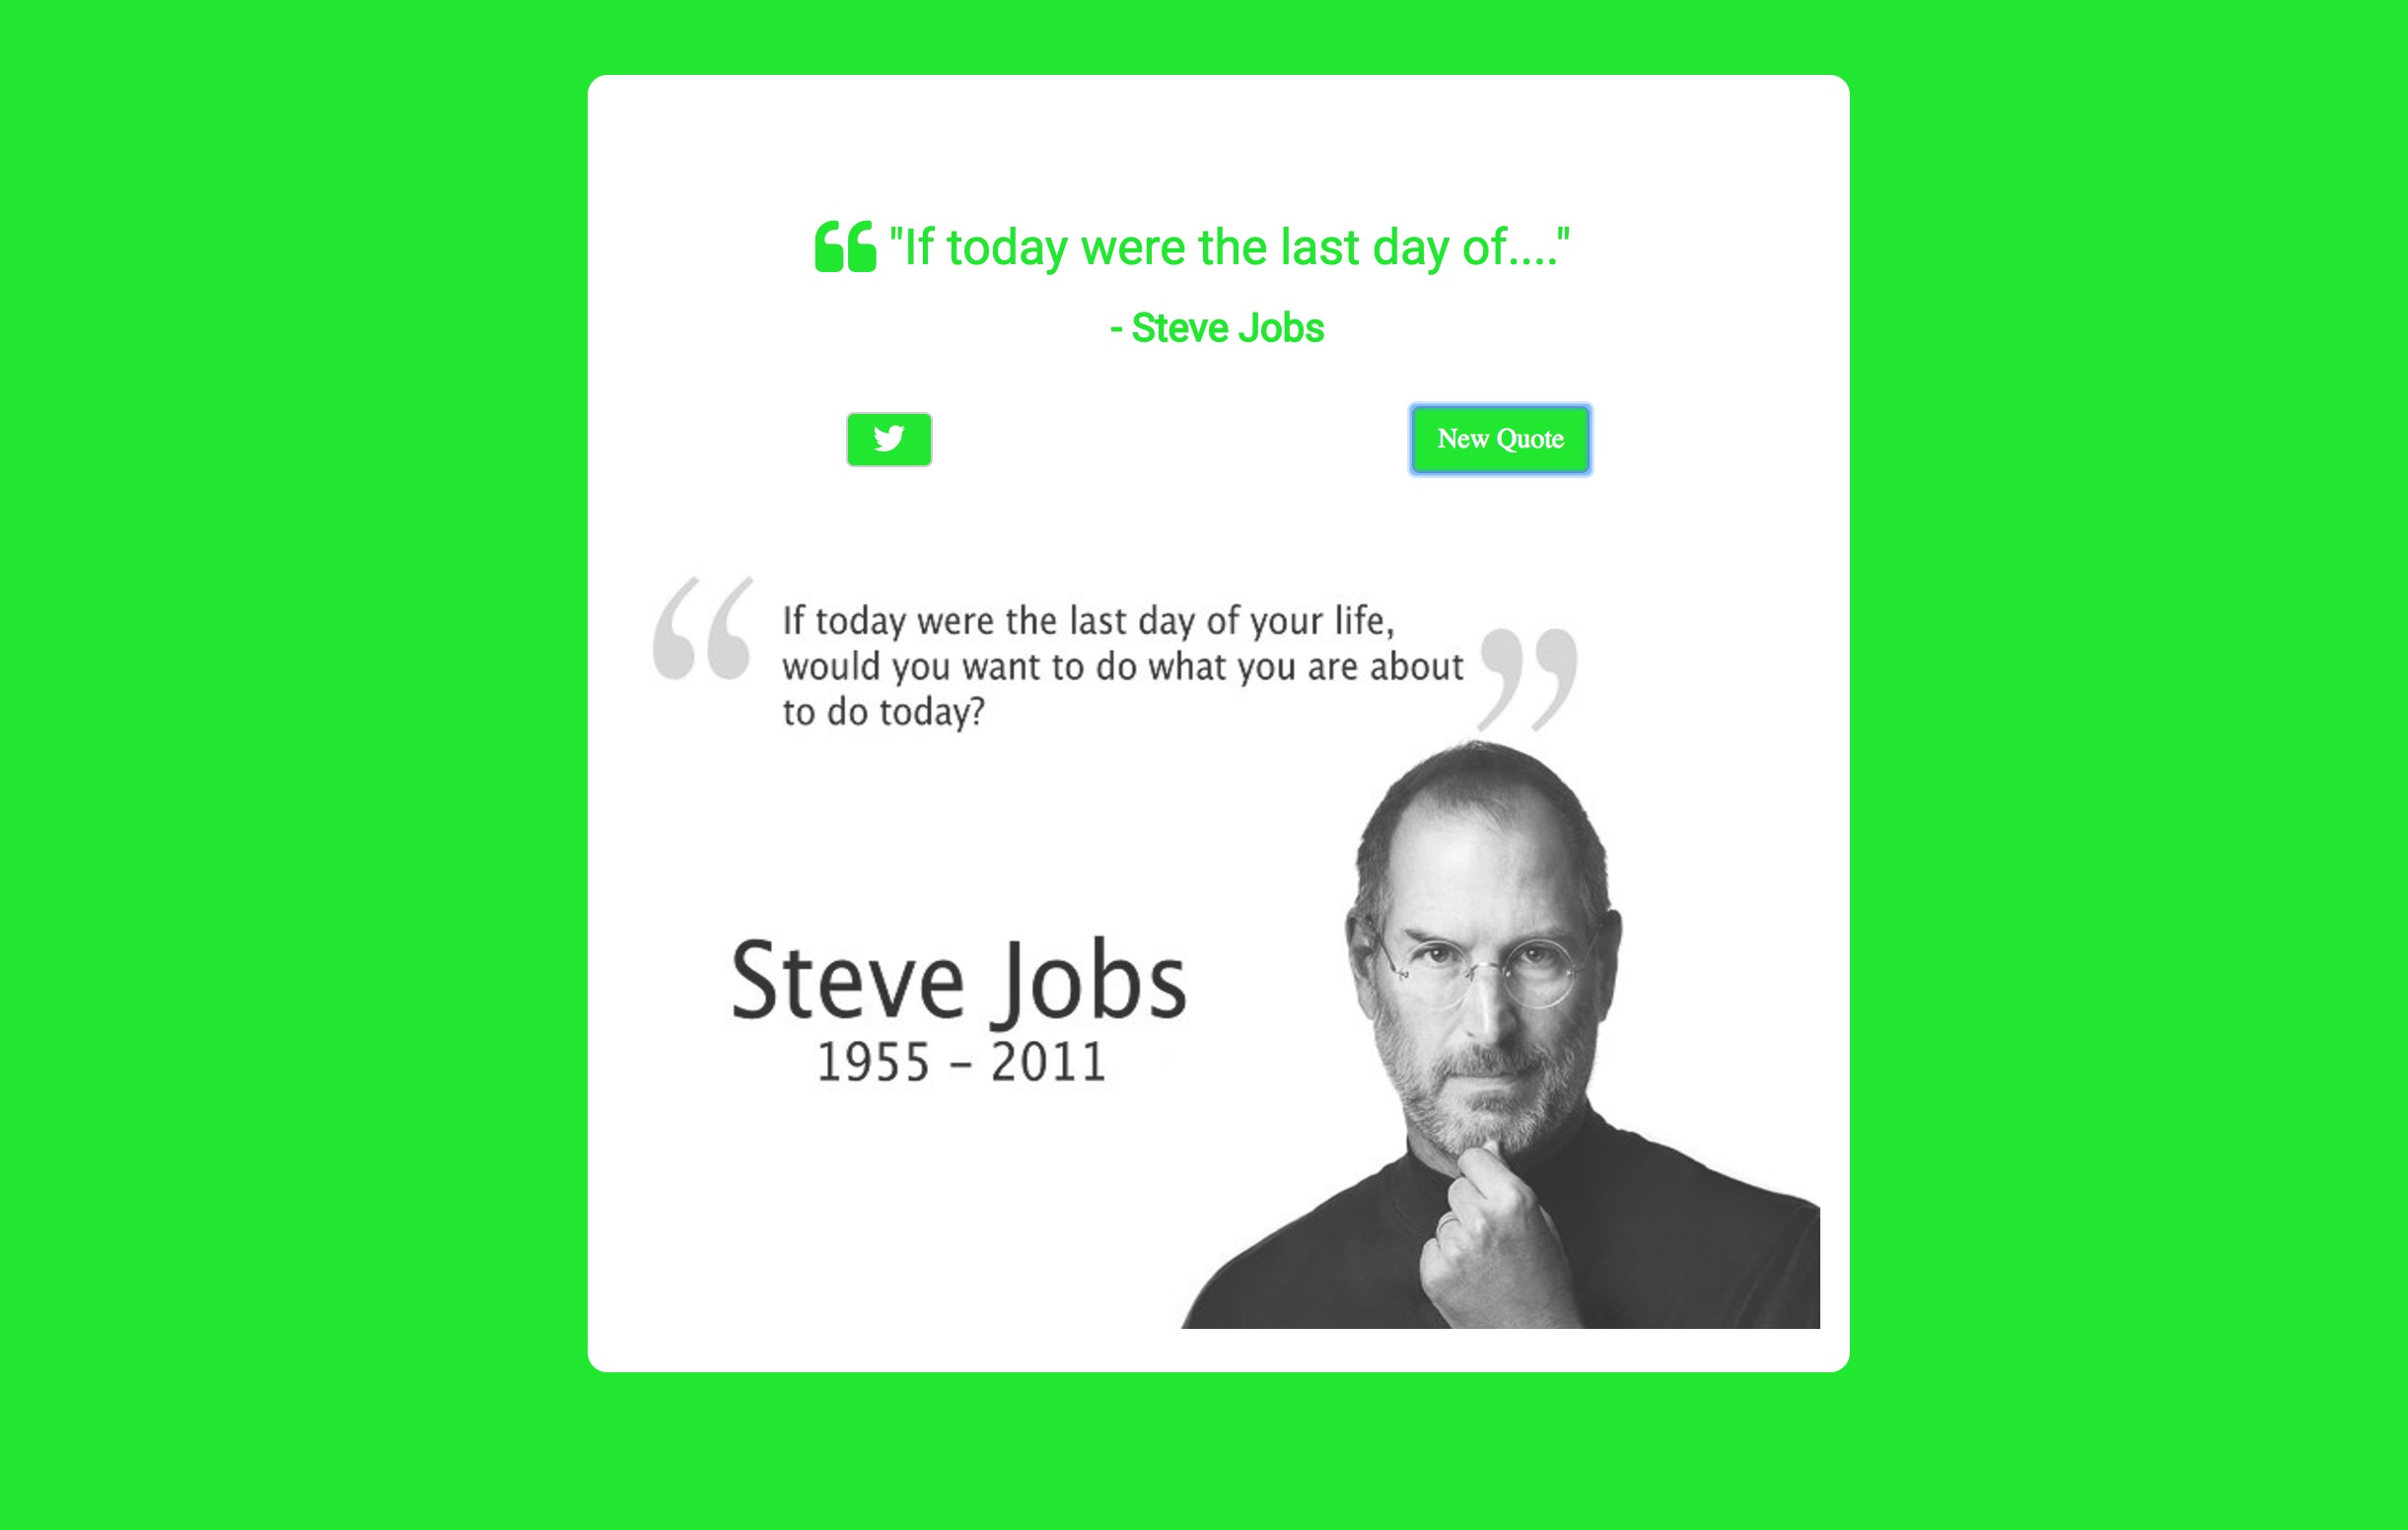 "If today were the last day of...."
- Steve Jobs
New Quote
“ If today were the last day of your life,
would you want to do what you are about ”
to do today?
Steve Jobs
1955 – 2011